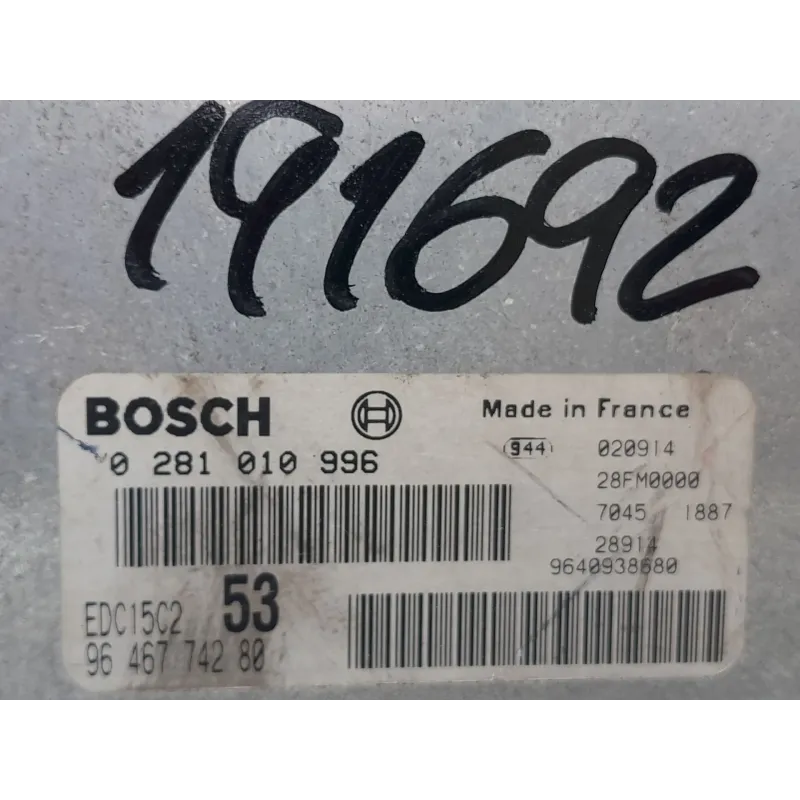 191692
BOSCH
Made in France
0 281 010 996
944
020914
28FM0000
7045 1887
28914
9640938680
EDC15C2
53
96 467 742 80